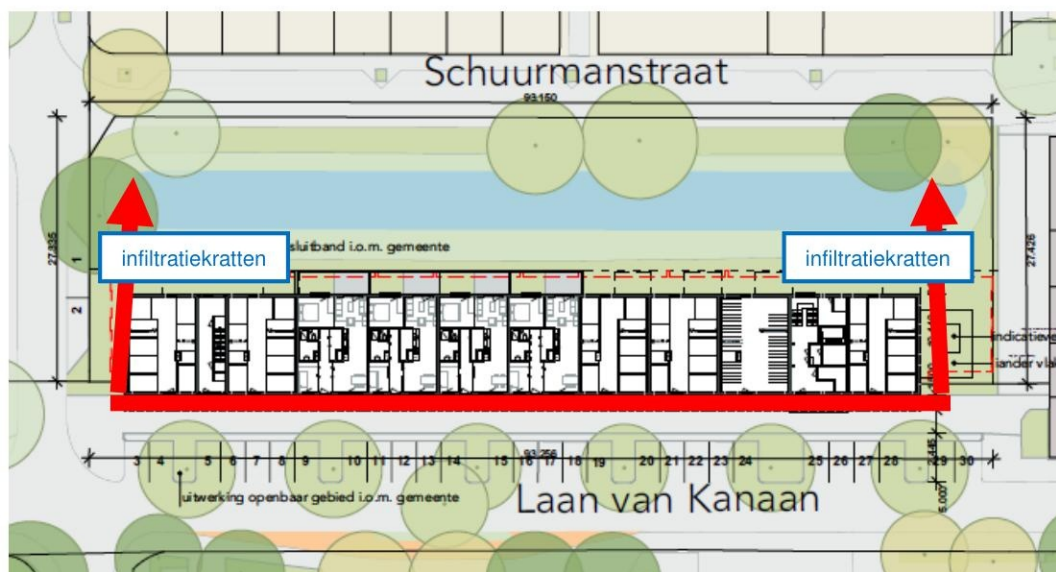 Schuurmanstraat
93.150
27.335
27.426
sluitband i.o.m. gemeente
infiltratiekratten
infiltratiekratten
1
2
indicatieve
3 4 5 6 7 8 9 10 11 12 13 14 15 16 17 18 19 20 21 22 23 24 25 26 27 28 29 30
93.256
5.000
uitwerking openbaar gebied i.o.m. gemeente
Laan van Kanaan